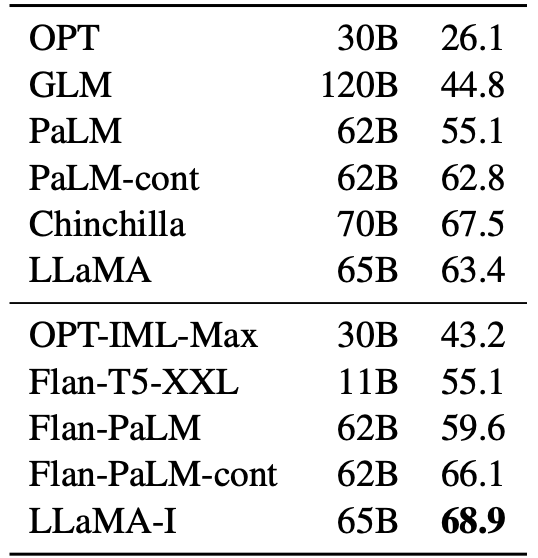 OPT 30B 26.1
GLM 120B 44.8
PaLM 62B 55.1
PaLM-cont 62B 62.8
Chinchilla 70B 67.5
LLaMA 65B 63.4
OPT-IML-Max 30B 43.2
Flan-T5-XXL 11B 55.1
Flan-PaLM 62B 59.6
Flan-PaLM-cont 62B 66.1
LLaMA-I 65B 68.9